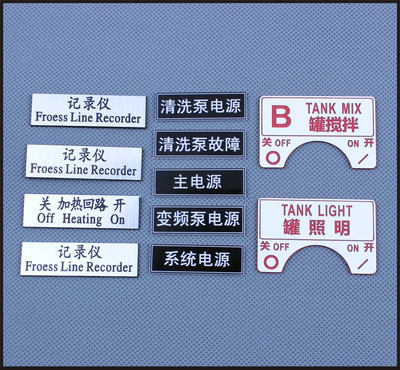 记录仪
Froess Line Recorder
记录仪
Froess Line Recorder
关 加热回路 开
Off Heating On
记录仪
Froess Line Recorder
清洗泵电源
清洗泵故障
主电源
变频泵电源
系统电源
B TANK MIX
罐搅拌
关 OFF ON 开
TANK LIGHT
罐照明
关 OFF ON 开